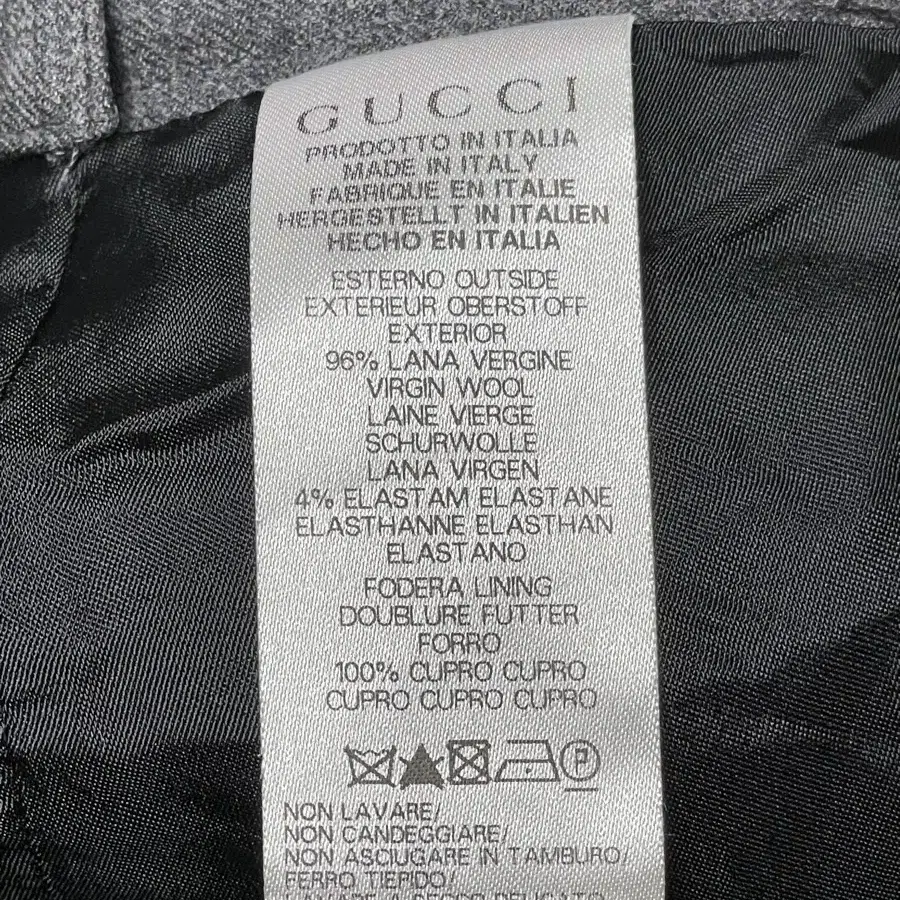 GUCCI
PRODOTTO IN ITALIA
MADE IN ITALY
FABRIQUE EN ITALIE
HERGESTELLT IN ITALIEN
HECHO EN ITALIA
ESTERNO OUTSIDE
EXTERIEUR OBERSTOFF
EXTERIOR
96% LANA VERGINE
VIRGIN WOOL
LAINE VIERGE
SCHURWOLLE
LANA VIRGEN
4% ELASTAM ELASTANE
ELASTHANNE ELASTHAN
ELASTANO
FODERA LINING
DOUBLURE FUTTER
FORRO
100% CUPRO CUPRO
CUPRO CUPRO CUPRO
P
NON LAVARE/
NON CANDEGGIARE/
NON ASCIUGARE IN TAMBURO/
FERRO TIEPIDO/
LAVARE A SECCO DELICATO